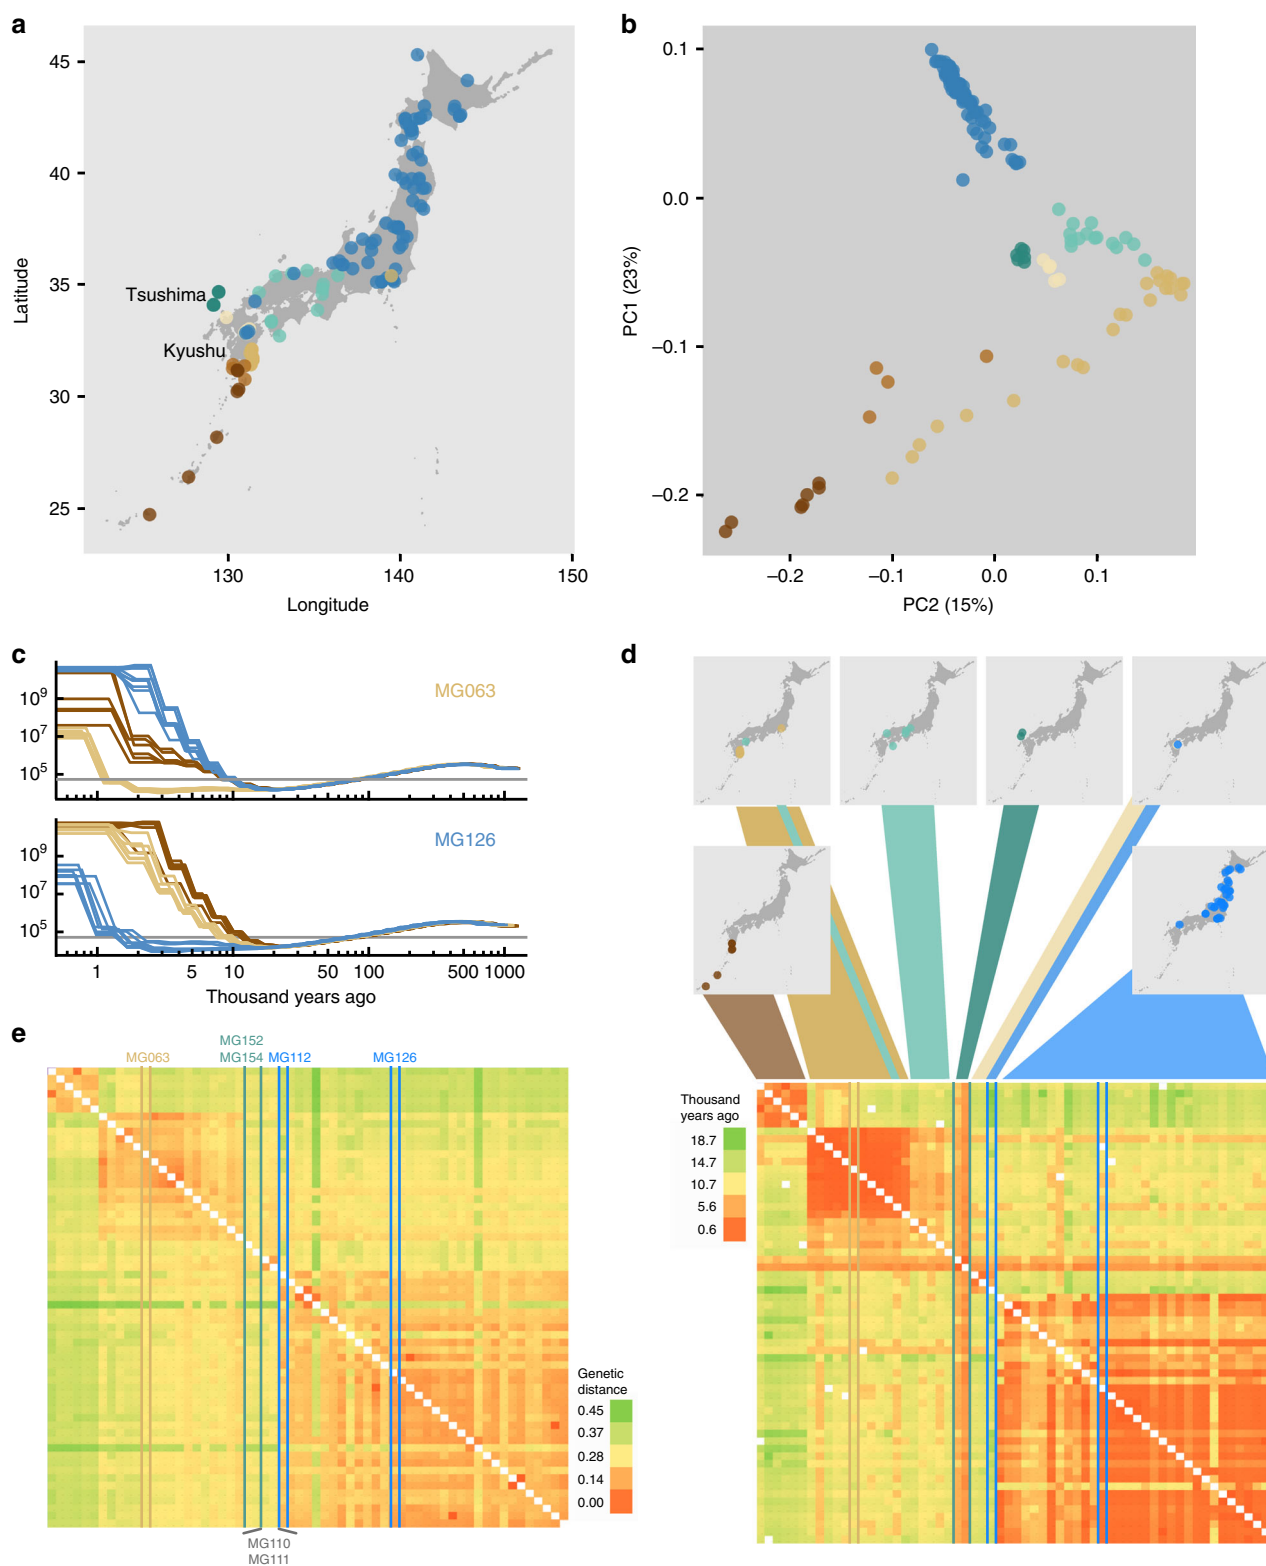 a
45
40
35
30
25
Latitude
Tsushima
Kyushu
130
140
150
Longitude
b
0.1
0.0
−0.1
−0.2
PC1 (23%)
−0.2
−0.1
0.0
0.1
PC2 (15%)
c
10⁹
10⁷
10⁵
MG063
10⁹
10⁷
10⁵
MG126
1
5
10
50
100
500
1000
Thousand years ago
d
Thousand
years ago
18.7
14.7
10.7
5.6
0.6
e
MG063
MG152
MG154
MG112
MG126
MG110
MG111
Genetic
distance
0.45
0.37
0.28
0.14
0.00